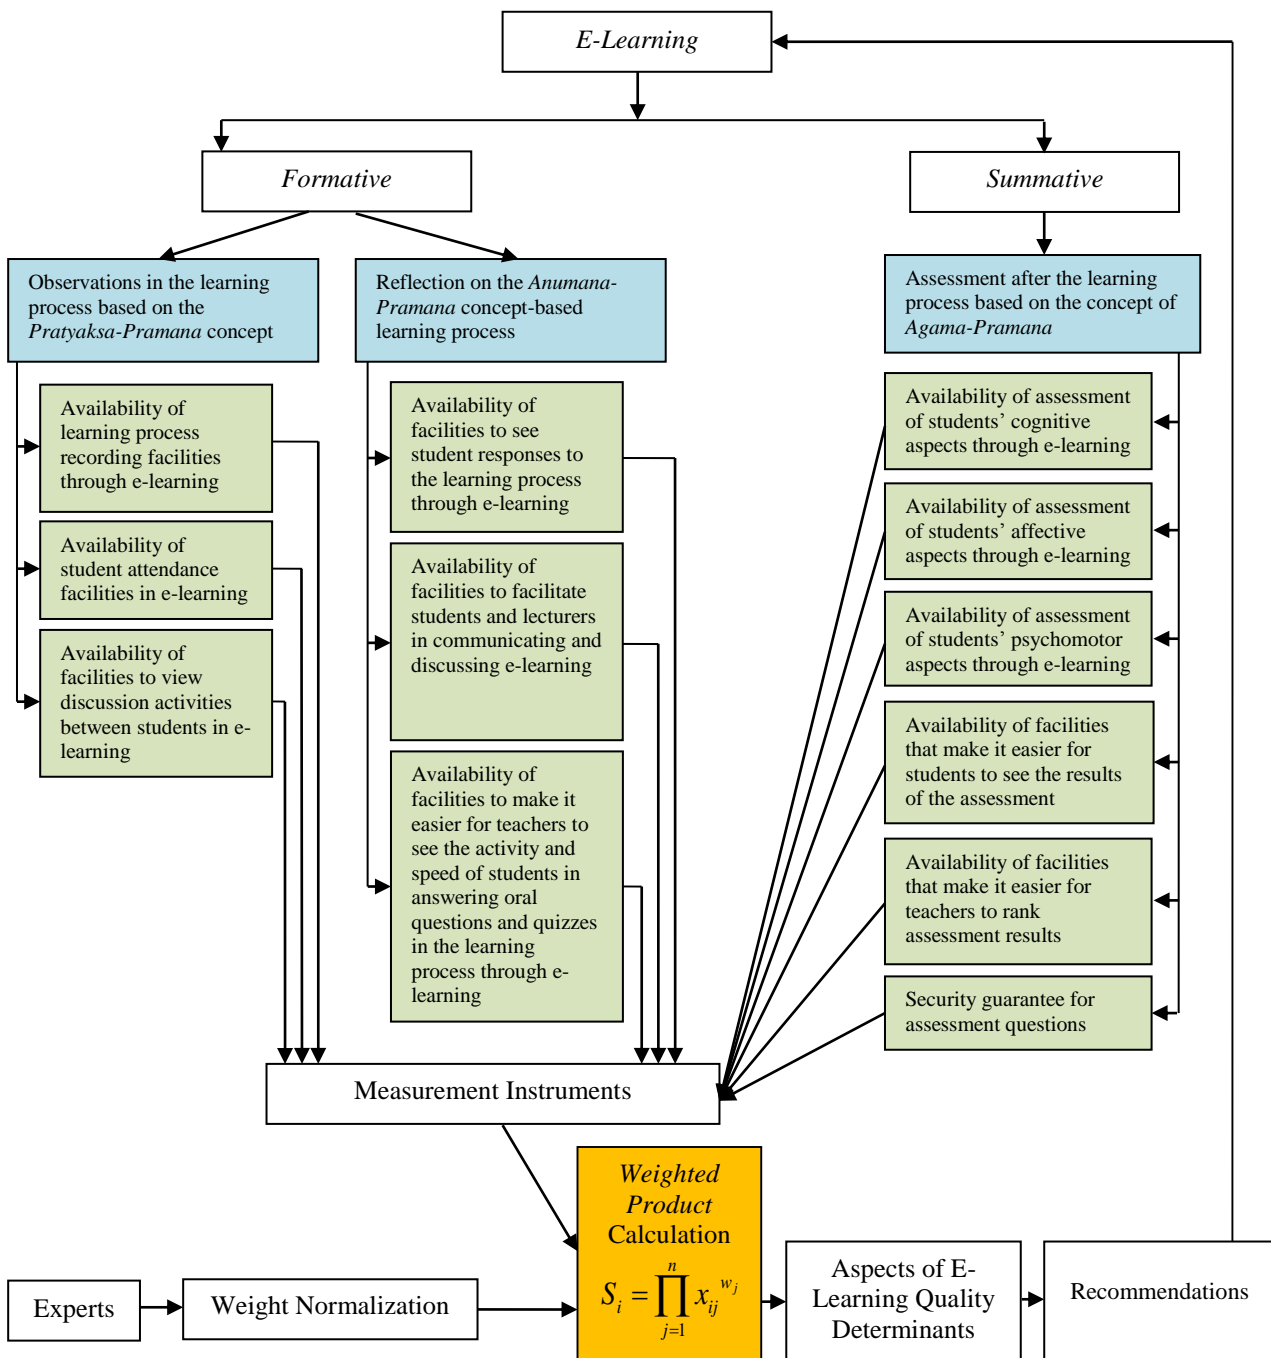 E-Learning
Formative
Summative
Observations in the learning
process based on the
Pratyaksa-Pramana concept
Reflection on the Anumana-
Pramana concept-based
learning process
Assessment after the learning
process based on the concept of
Agama-Pramana
Availability of
learning process
recording facilities
through e-learning
Availability of
student attendance
facilities in e-learning
Availability of
facilities to view
discussion activities
between students in e-
learning
Availability of
facilities to see
student responses to
the learning process
through e-learning
Availability of
facilities to facilitate
students and lecturers
in communicating and
discussing e-learning
Availability of
facilities to make it
easier for teachers to
see the activity and
speed of students in
answering oral
questions and quizzes
in the learning
process through e-
learning
Availability of assessment
of students’ cognitive
aspects through e-learning
Availability of assessment
of students’ affective
aspects through e-learning
Availability of assessment
of students’ psychomotor
aspects through e-learning
Availability of facilities
that make it easier for
students to see the results
of the assessment
Availability of facilities
that make it easier for
teachers to rank
assessment results
Security guarantee for
assessment questions
Measurement Instruments
Experts
Weight Normalization
Weighted
Product
Calculation
S_i = ∏_{j=1}^{n} x_{ij}^{w_j}
Aspects of E-
Learning Quality
Determinants
Recommendations